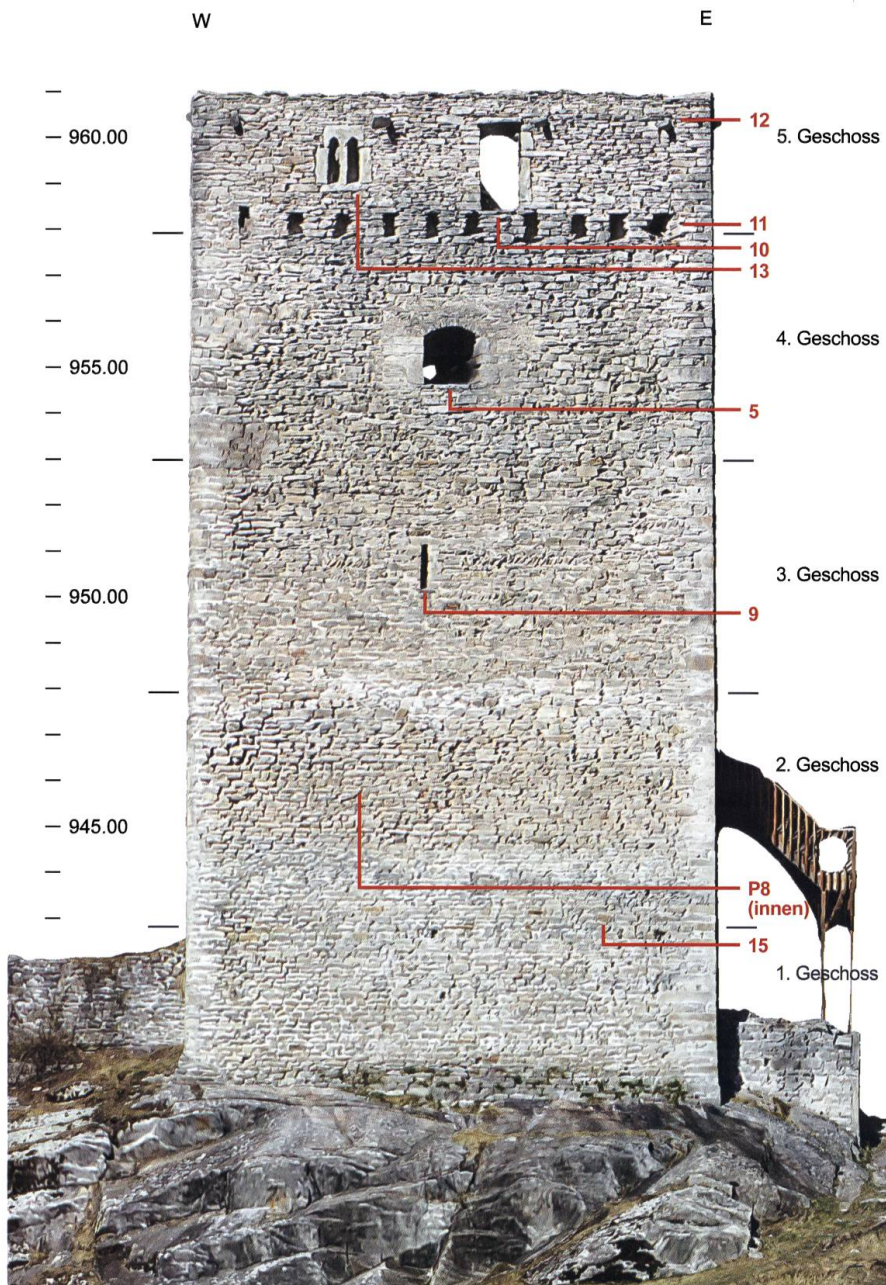 W
E
960.00
12
5. Geschoss
11
10
13
4. Geschoss
955.00
5
3. Geschoss
950.00
9
2. Geschoss
945.00
P8
(innen)
15
1. Geschoss